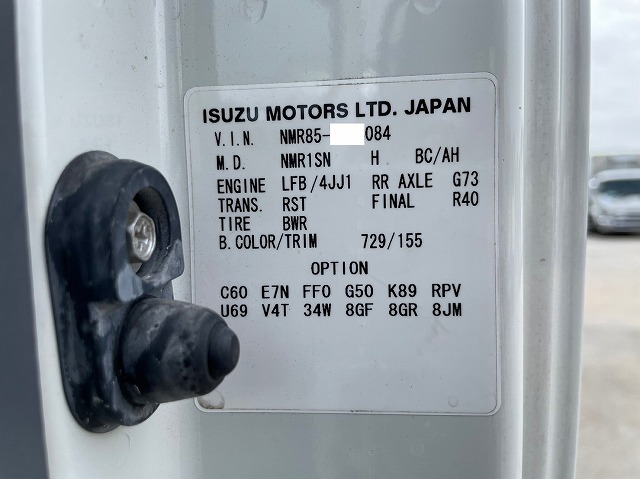 ISUZU MOTORS LTD. JAPAN
V.I.N. NMR85- 084
M.D. NMR1SN H BC/AH
ENGINE LFB/4JJ1 RR AXLE G73
TRANS. RST FINAL R40
TIRE BWR
B.COLOR/TRIM 729/155
OPTION
C60 E7N FF0 G50 K89 RPV
U69 V4T 34W 8GF 8GR 8JM